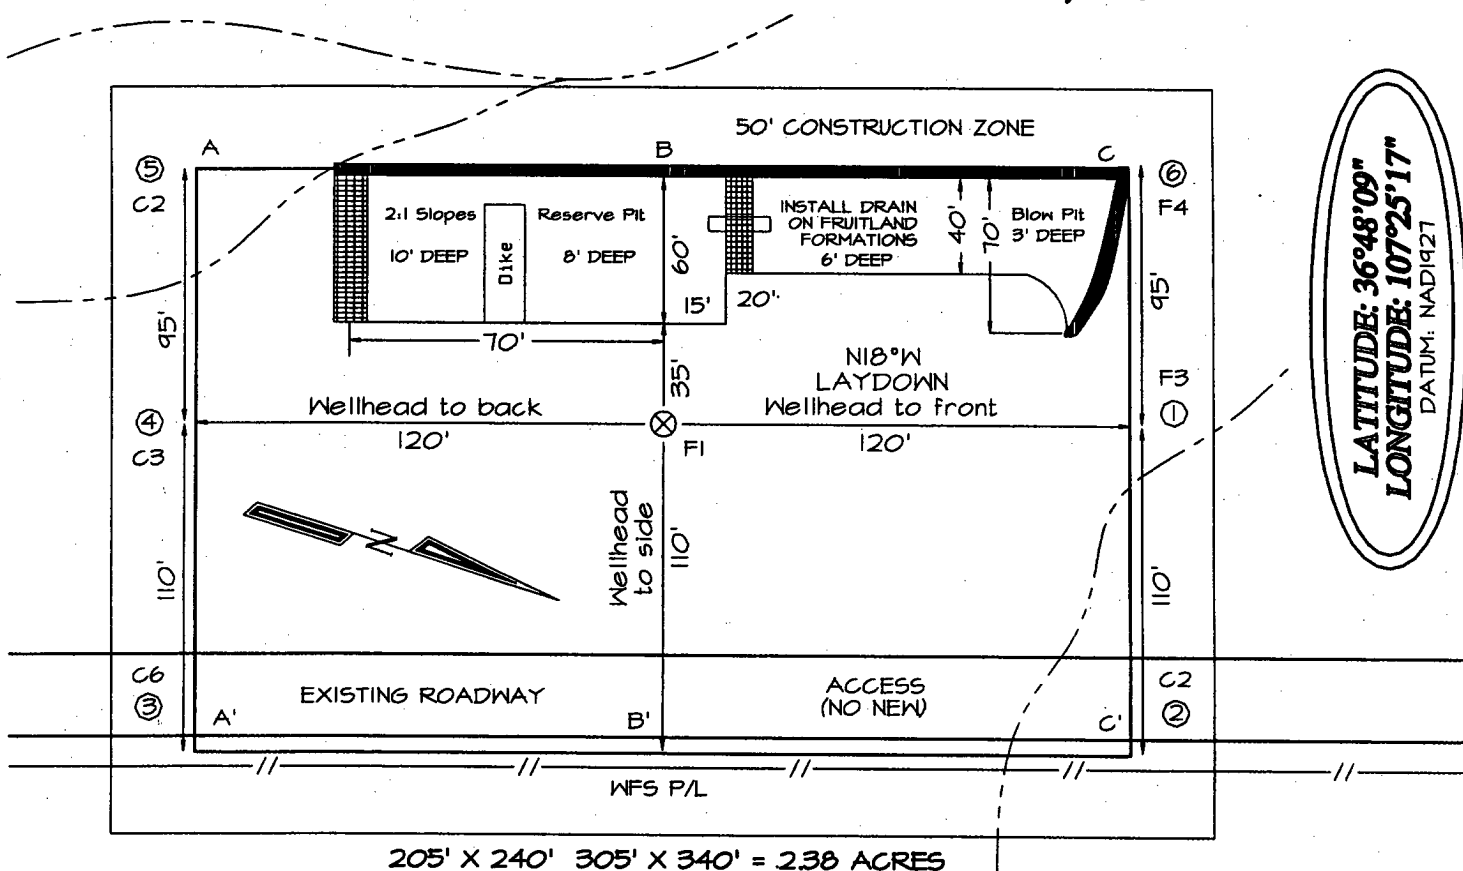 50' CONSTRUCTION ZONE
A
B
C
⑤
C2
⑥
F4
2:1 Slopes
10' DEEP
Dike
Reserve Pit
8' DEEP
60'
15'
20'
INSTALL DRAIN
ON FRUITLAND
FORMATIONS
6' DEEP
40'
70'
Blow Pit
3' DEEP
95'
95'
70'
35'
N18°W
LAYDOWN
F3
①
④
C3
Wellhead to back
120'
F1
Wellhead to front
120'
N
Wellhead
to side
110'
110'
110'
C6
③
EXISTING ROADWAY
ACCESS
(NO NEW)
C2
②
A'
B'
C'
WFS P/L
205' X 240' 305' X 340' = 2.38 ACRES
LATITUDE: 36°48'09"
LONGITUDE: 107°25'17"
DATUM: NAD1927